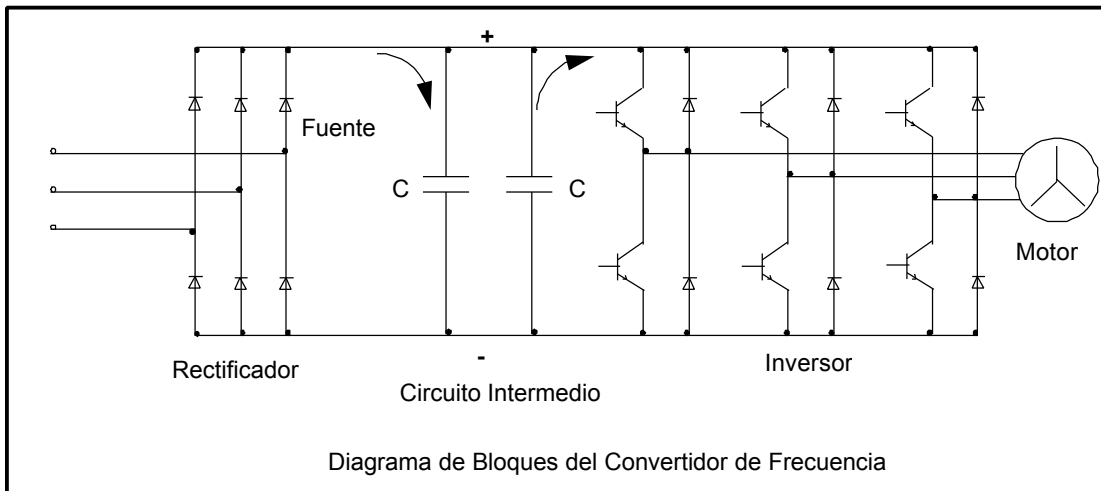 +
Fuente
C
C
Motor
Rectificador
-
Inversor
Circuito Intermedio
Diagrama de Bloques del Convertidor de Frecuencia